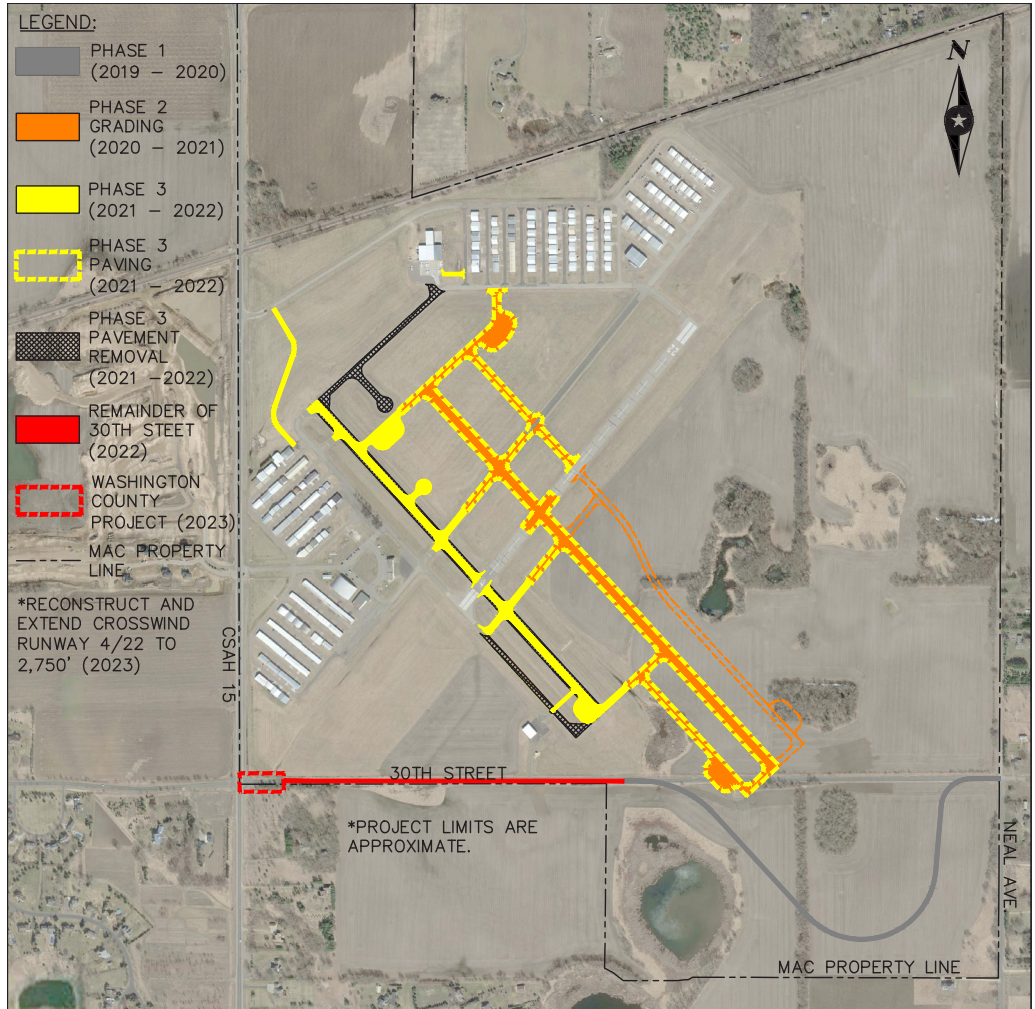 LEGEND:
PHASE 1
(2019 – 2020)
PHASE 2
GRADING
(2020 – 2021)
PHASE 3
(2021 – 2022)
PHASE 3
PAVING
(2021 – 2022)
PHASE 3
PAVEMENT
REMOVAL
(2021 –2022)
REMAINDER OF
30TH STEET
(2022)
WASHINGTON
COUNTY
PROJECT (2023)
MAC PROPERTY
LINE
*RECONSTRUCT AND
EXTEND CROSSWIND
RUNWAY 4/22 TO
2,750' (2023)
N
CSAH 15
30TH STREET
*PROJECT LIMITS ARE
APPROXIMATE.
NEAL AVE.
MAC PROPERTY LINE